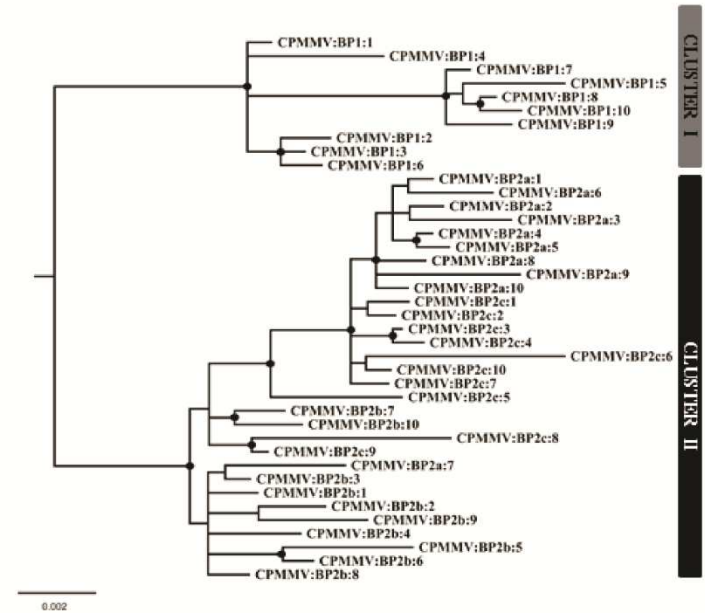 CPMMV:BP1:1
CPMMV:BP1:4
CPMMV:BP1:7
CPMMV:BP1:5
CPMMV:BP1:8
CPMMV:BP1:10
CPMMV:BP1:9
CPMMV:BP1:2
CPMMV:BP1:3
CPMMV:BP1:6
CLUSTER I
CPMMV:BP2a:1
CPMMV:BP2a:6
CPMMV:BP2a:2
CPMMV:BP2a:3
CPMMV:BP2a:4
CPMMV:BP2a:5
CPMMV:BP2a:8
CPMMV:BP2a:9
CPMMV:BP2a:10
CPMMV:BP2c:1
CPMMV:BP2c:2
CPMMV:BP2c:3
CPMMV:BP2c:4
CPMMV:BP2c:6
CPMMV:BP2c:10
CPMMV:BP2c:7
CPMMV:BP2c:5
CPMMV:BP2b:7
CPMMV:BP2b:10
CPMMV:BP2c:8
CPMMV:BP2c:9
CPMMV:BP2a:7
CPMMV:BP2b:3
CPMMV:BP2b:1
CPMMV:BP2b:2
CPMMV:BP2b:9
CPMMV:BP2b:4
CPMMV:BP2b:5
CPMMV:BP2b:6
CPMMV:BP2b:8
CLUSTER II
0.002